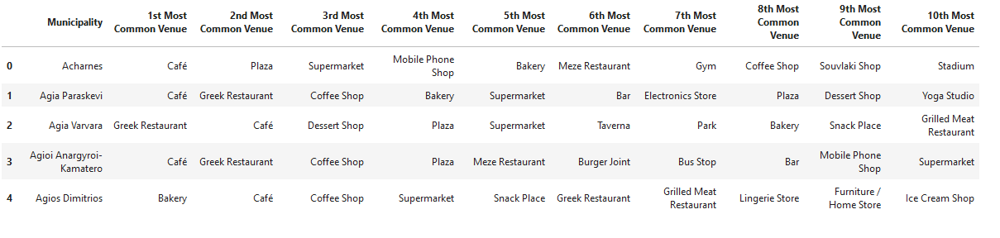 Municipality 1st Most Common Venue 2nd Most Common Venue 3rd Most Common Venue 4th Most Common Venue 5th Most Common Venue 6th Most Common Venue 7th Most Common Venue 8th Most Common Venue 9th Most Common Venue 10th Most Common Venue
0 Acharnes Café Plaza Supermarket Mobile Phone Shop Bakery Meze Restaurant Gym Coffee Shop Souvlaki Shop Stadium
1 Agia Paraskevi Café Greek Restaurant Coffee Shop Bakery Supermarket Bar Electronics Store Plaza Dessert Shop Yoga Studio
2 Agia Varvara Greek Restaurant Café Dessert Shop Plaza Supermarket Taverna Park Bakery Snack Place Grilled Meat Restaurant
3 Agioi Anargyroi-Kamatero Café Greek Restaurant Coffee Shop Plaza Meze Restaurant Burger Joint Bus Stop Bar Mobile Phone Shop Supermarket
4 Agios Dimitrios Bakery Café Coffee Shop Supermarket Snack Place Greek Restaurant Grilled Meat Restaurant Lingerie Store Furniture / Home Store Ice Cream Shop